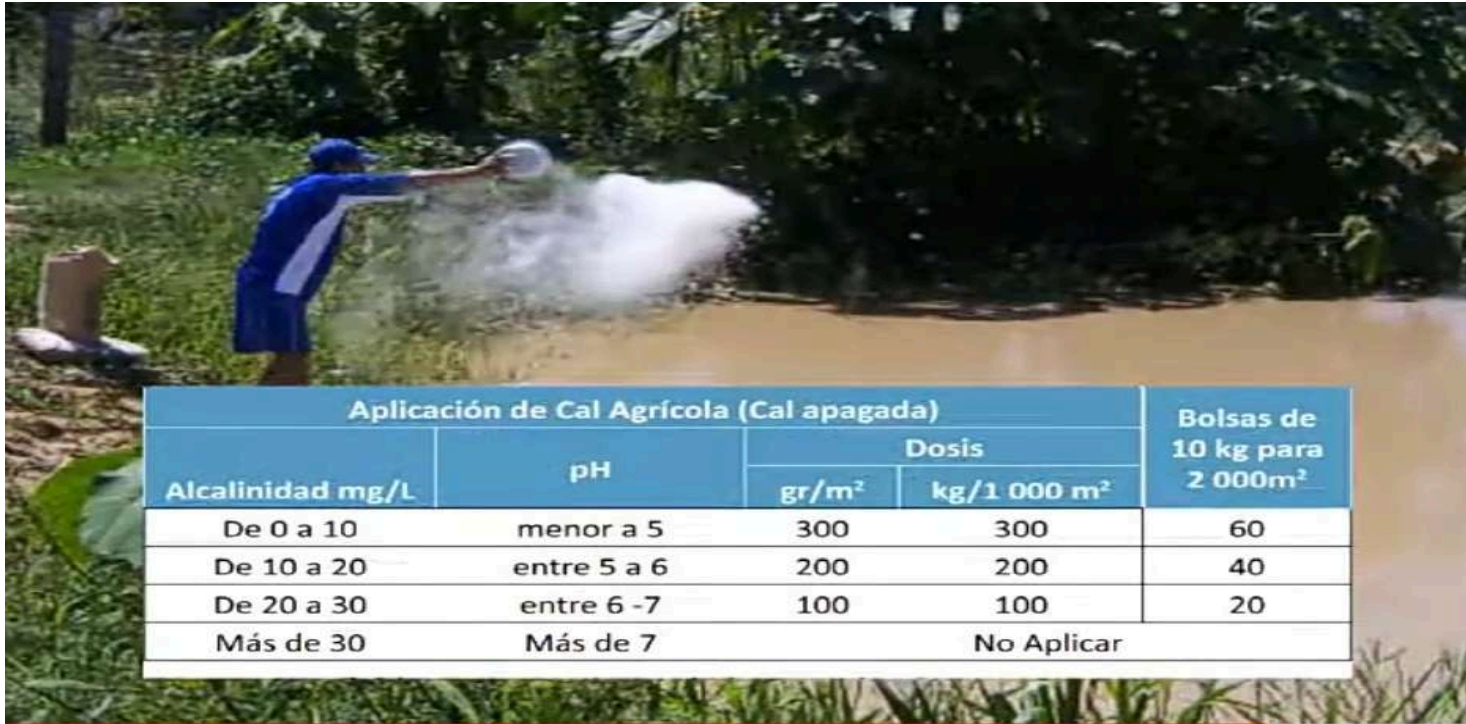 Aplicación de Cal Agrícola (Cal apagada)
Bolsas de
10 kg para
2 000m²
Alcalinidad mg/L
pH
Dosis
gr/m²
kg/1 000 m²
De 0 a 10 menor a 5 300 300 60
De 10 a 20 entre 5 a 6 200 200 40
De 20 a 30 entre 6 -7 100 100 20
Más de 30 Más de 7 No Aplicar